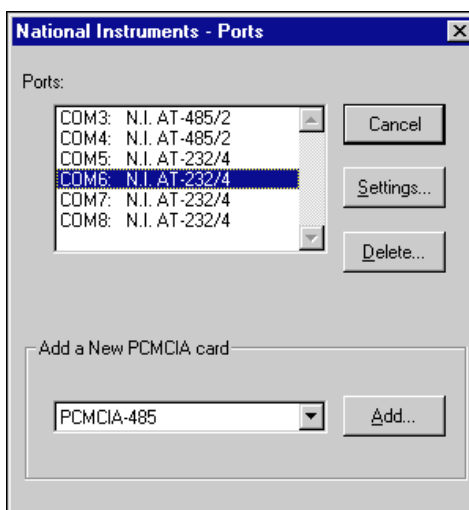 National Instruments - Ports
Ports:
COM3: N.I. AT-485/2
COM4: N.I. AT-485/2
COM5: N.I. AT-232/4
COM6: N.I. AT-232/4
COM7: N.I. AT-232/4
COM8: N.I. AT-232/4
Cancel
Settings...
Delete...
Add a New PCMCIA card
PCMCIA-485
Add...